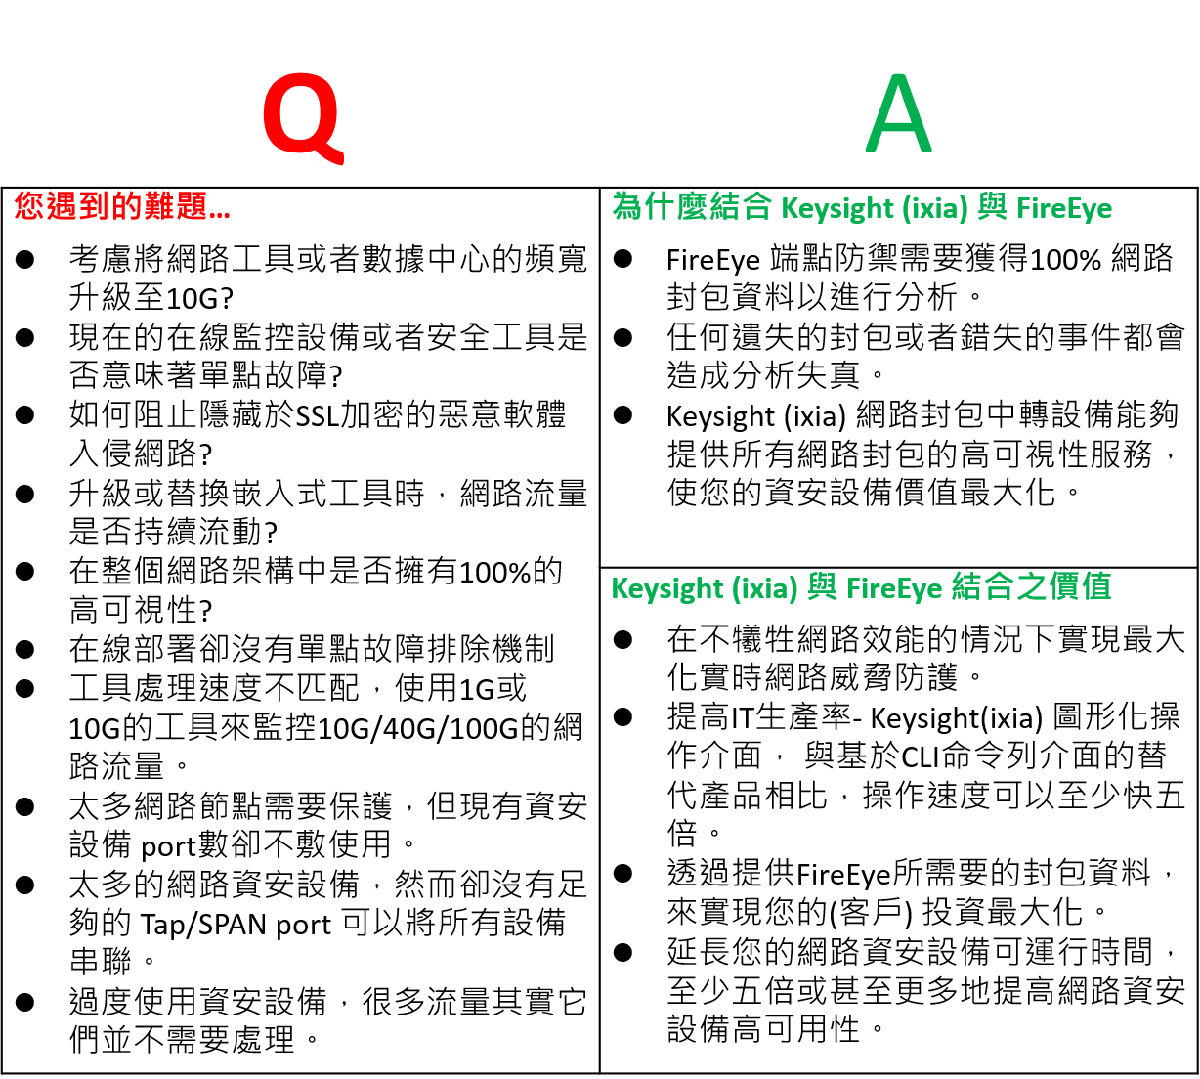 Q
A
您遇到的難題...
● 考慮將網路工具或者數據中心的頻寬
升級至10G?
● 現在的在線監控設備或者安全工具是
否意味著單點故障?
● 如何阻止隱藏於SSL加密的惡意軟體
入侵網路?
● 升級或替換嵌入式工具時，網路流量
是否持續流動?
● 在整個網路架構中是否擁有100%的
高可視性?
● 在線部署卻沒有單點故障排除機制
● 工具處理速度不匹配，使用1G或
10G的工具來監控10G/40G/100G的網
路流量。
● 太多網路節點需要保護，但現有資安
設備 port數卻不敷使用。
● 太多的網路資安設備，然而卻沒有足
夠的 Tap/SPAN port 可以將所有設備
串聯。
● 過度使用資安設備，很多流量其實它
們並不需要處理。
為什麼結合 Keysight (ixia) 與 FireEye
● FireEye 端點防禦需要獲得100% 網路
封包資料以進行分析。
● 任何遺失的封包或者錯失的事件都會
造成分析失真。
● Keysight (ixia) 網路封包中轉設備能夠
提供所有網路封包的高可視性服務，
使您的資安設備價值最大化。
Keysight (ixia) 與 FireEye 結合之價值
● 在不犧牲網路效能的情況下實現最大
化實時網路威脅防護。
● 提高IT生產率- Keysight(ixia) 圖形化操
作介面， 與基於CLI命令列介面的替
代產品相比，操作速度可以至少快五
倍。
● 透過提供FireEye所需要的封包資料，
來實現您的(客戶) 投資最大化。
● 延長您的網路資安設備可運行時間，
至少五倍或甚至更多地提高網路資安
設備高可用性。